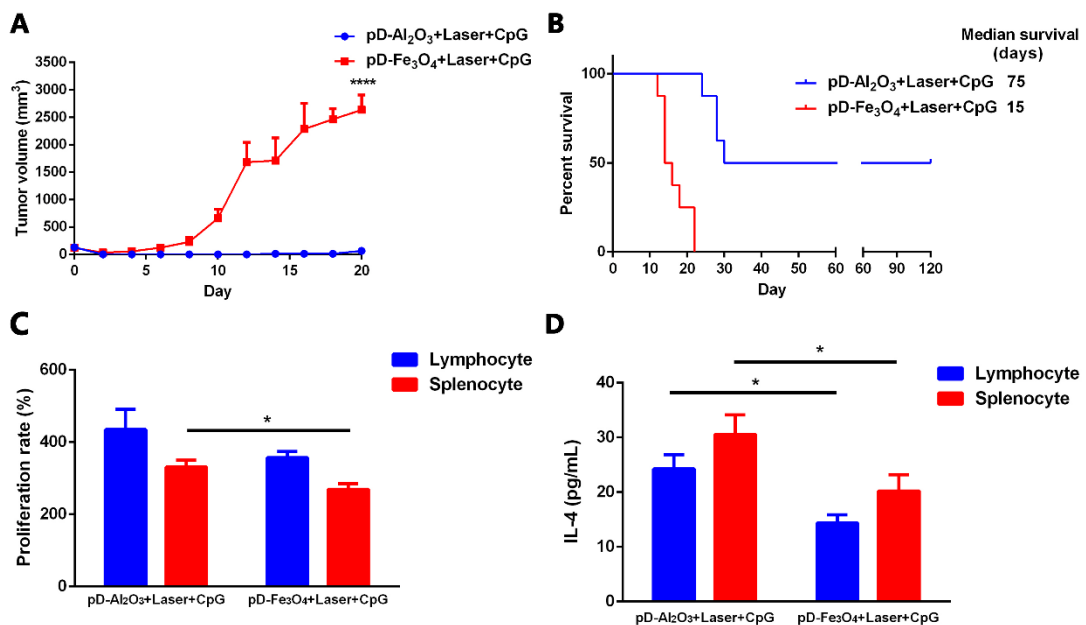 A
pD-Al₂O₃+Laser+CpG
pD-Fe₃O₄+Laser+CpG
****
Tumor volume (mm³)
3500
3000
2500
2000
1500
1000
500
0
0 5 10 15 20
Day
B
Median survival
(days)
pD-Al₂O₃+Laser+CpG 75
pD-Fe₃O₄+Laser+CpG 15
Percent survival
100
50
0
0 10 20 30 40 50 60 60 90 120
Day
C
Lymphocyte
Splenocyte
*
Proliferation rate (%)
600
400
200
0
pD-Al₂O₃+Laser+CpG pD-Fe₃O₄+Laser+CpG
D
Lymphocyte
Splenocyte
*
*
IL-4 (pg/mL)
40
30
20
10
0
pD-Al₂O₃+Laser+CpG pD-Fe₃O₄+Laser+CpG